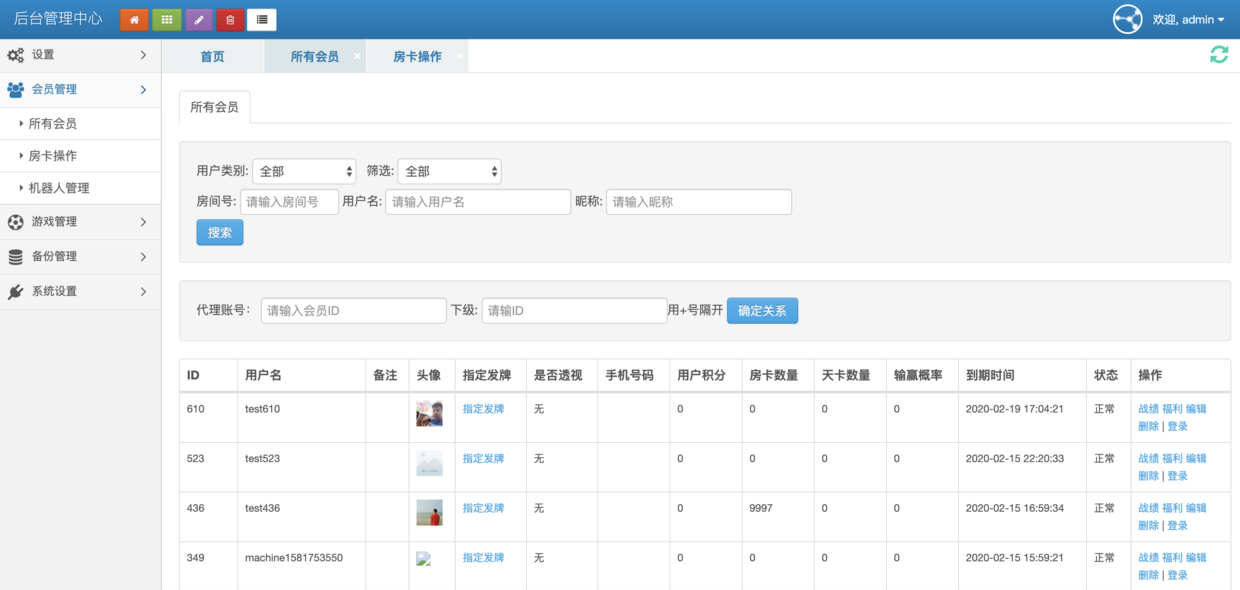 后台管理中心
欢迎, admin
设置
会员管理
所有会员
房卡操作
机器人管理
游戏管理
备份管理
系统设置
首页 所有会员 × 房卡操作 ×
所有会员
用户类别: 全部 筛选: 全部
房间号: 请输入房间号 用户名: 请输入用户名 昵称: 请输入昵称
搜索
代理账号: 请输入会员ID 下级: 请输ID 用+号隔开 确定关系
ID 用户名 备注 头像 指定发牌 是否透视 手机号码 用户积分 房卡数量 天卡数量 输赢概率 到期时间 状态 操作
610 test610 指定发牌 无 0 0 0 0 2020-02-19 17:04:21 正常 战绩 福利 编辑
删除 | 登录
523 test523 指定发牌 无 0 0 0 0 2020-02-15 22:20:33 正常 战绩 福利 编辑
删除 | 登录
436 test436 指定发牌 无 0 9997 0 0 2020-02-15 16:59:34 正常 战绩 福利 编辑
删除 | 登录
349 machine1581753550 指定发牌 无 0 0 0 0 2020-02-15 15:59:21 正常 战绩 福利 编辑
删除 | 登录